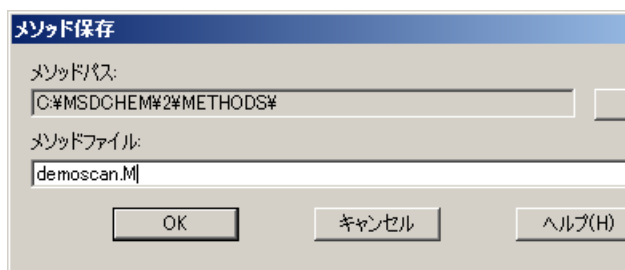 メソッド保存
メソッドパス:
C:¥MSDCHEM¥2¥METHODS¥
メソッドファイル:
demoscan.M
OK キャンセル ヘルプ(H)